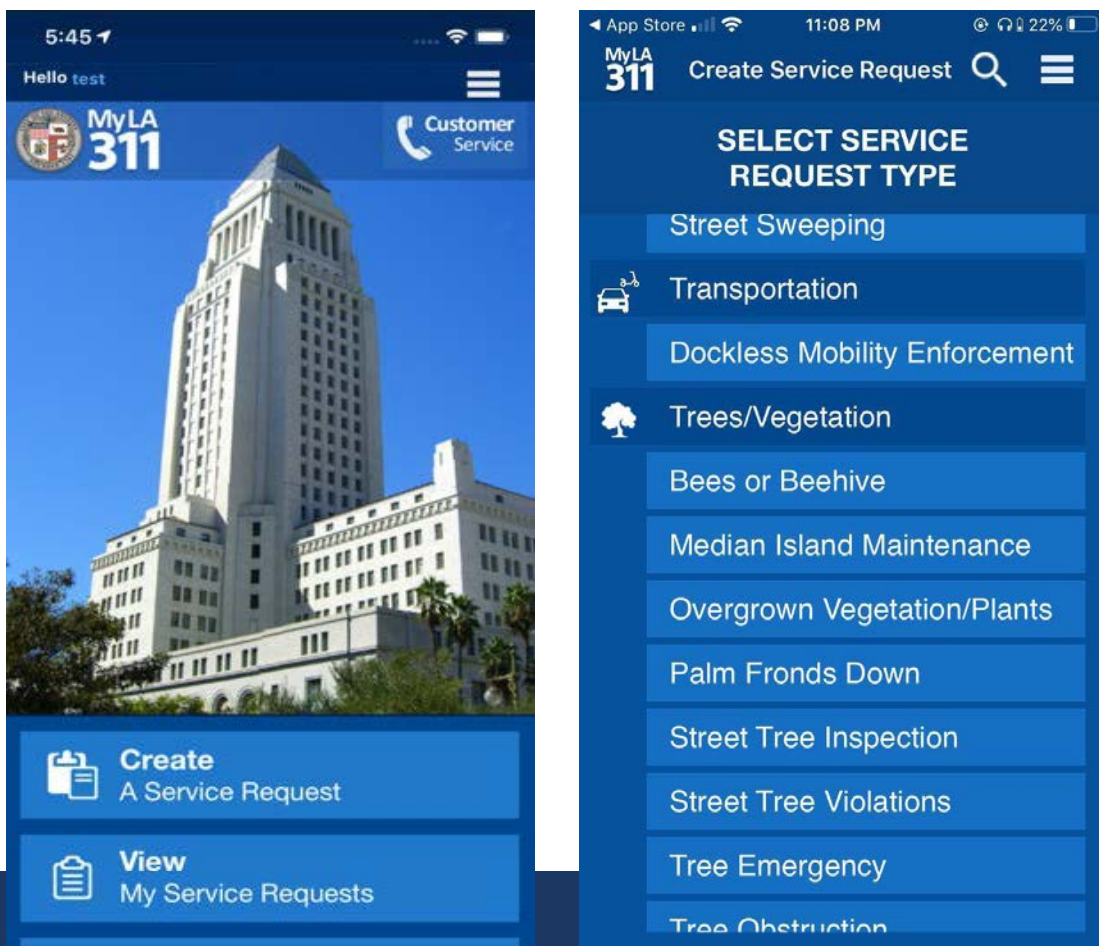 5:45
Hello test
MyLA
311
Customer
Service
Create
A Service Request
View
My Service Requests
App Store
11:08 PM
22%
MyLA
311
Create Service Request
SELECT SERVICE
REQUEST TYPE
Street Sweeping
Transportation
Dockless Mobility Enforcement
Trees/Vegetation
Bees or Beehive
Median Island Maintenance
Overgrown Vegetation/Plants
Palm Fronds Down
Street Tree Inspection
Street Tree Violations
Tree Emergency
Tree Obstruction